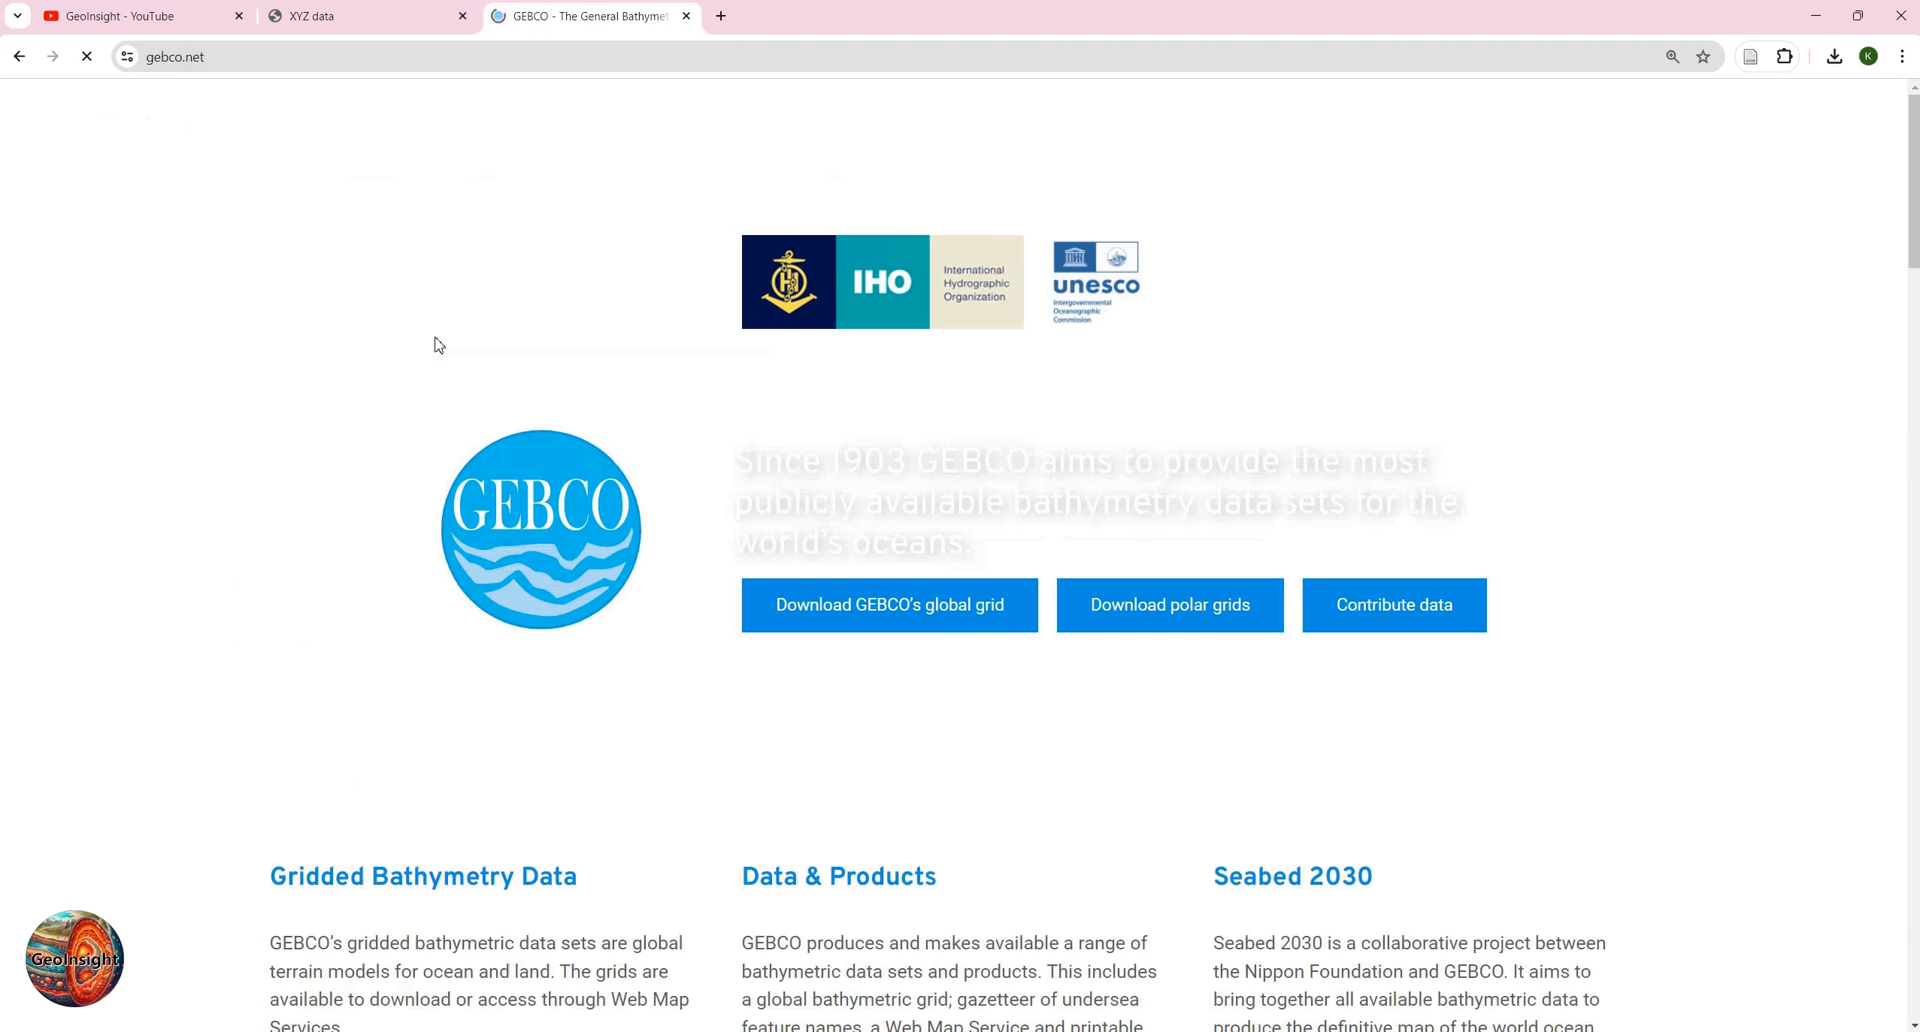 GeoInsight - YouTube
XYZ data
GEBCO - The General Bathymet
gebco.net
K
IHO
International
Hydrographic
Organization
unesco
Intergovernmental
Oceanographic
Commission
GEBCO
Since 1903 GEBCO aims to provide the most
publicly available bathymetry data sets for the
world's oceans.
Download GEBCO's global grid
Download polar grids
Contribute data
Gridded Bathymetry Data
GEBCO's gridded bathymetric data sets are global
terrain models for ocean and land. The grids are
available to download or access through Web Map
Services.
Data & Products
GEBCO produces and makes available a range of
bathymetric data sets and products. This includes
a global bathymetric grid; gazetteer of undersea
feature names, a Web Map Service and printable
Seabed 2030
Seabed 2030 is a collaborative project between
the Nippon Foundation and GEBCO. It aims to
bring together all available bathymetric data to
produce the definitive map of the world ocean
GeoInsight